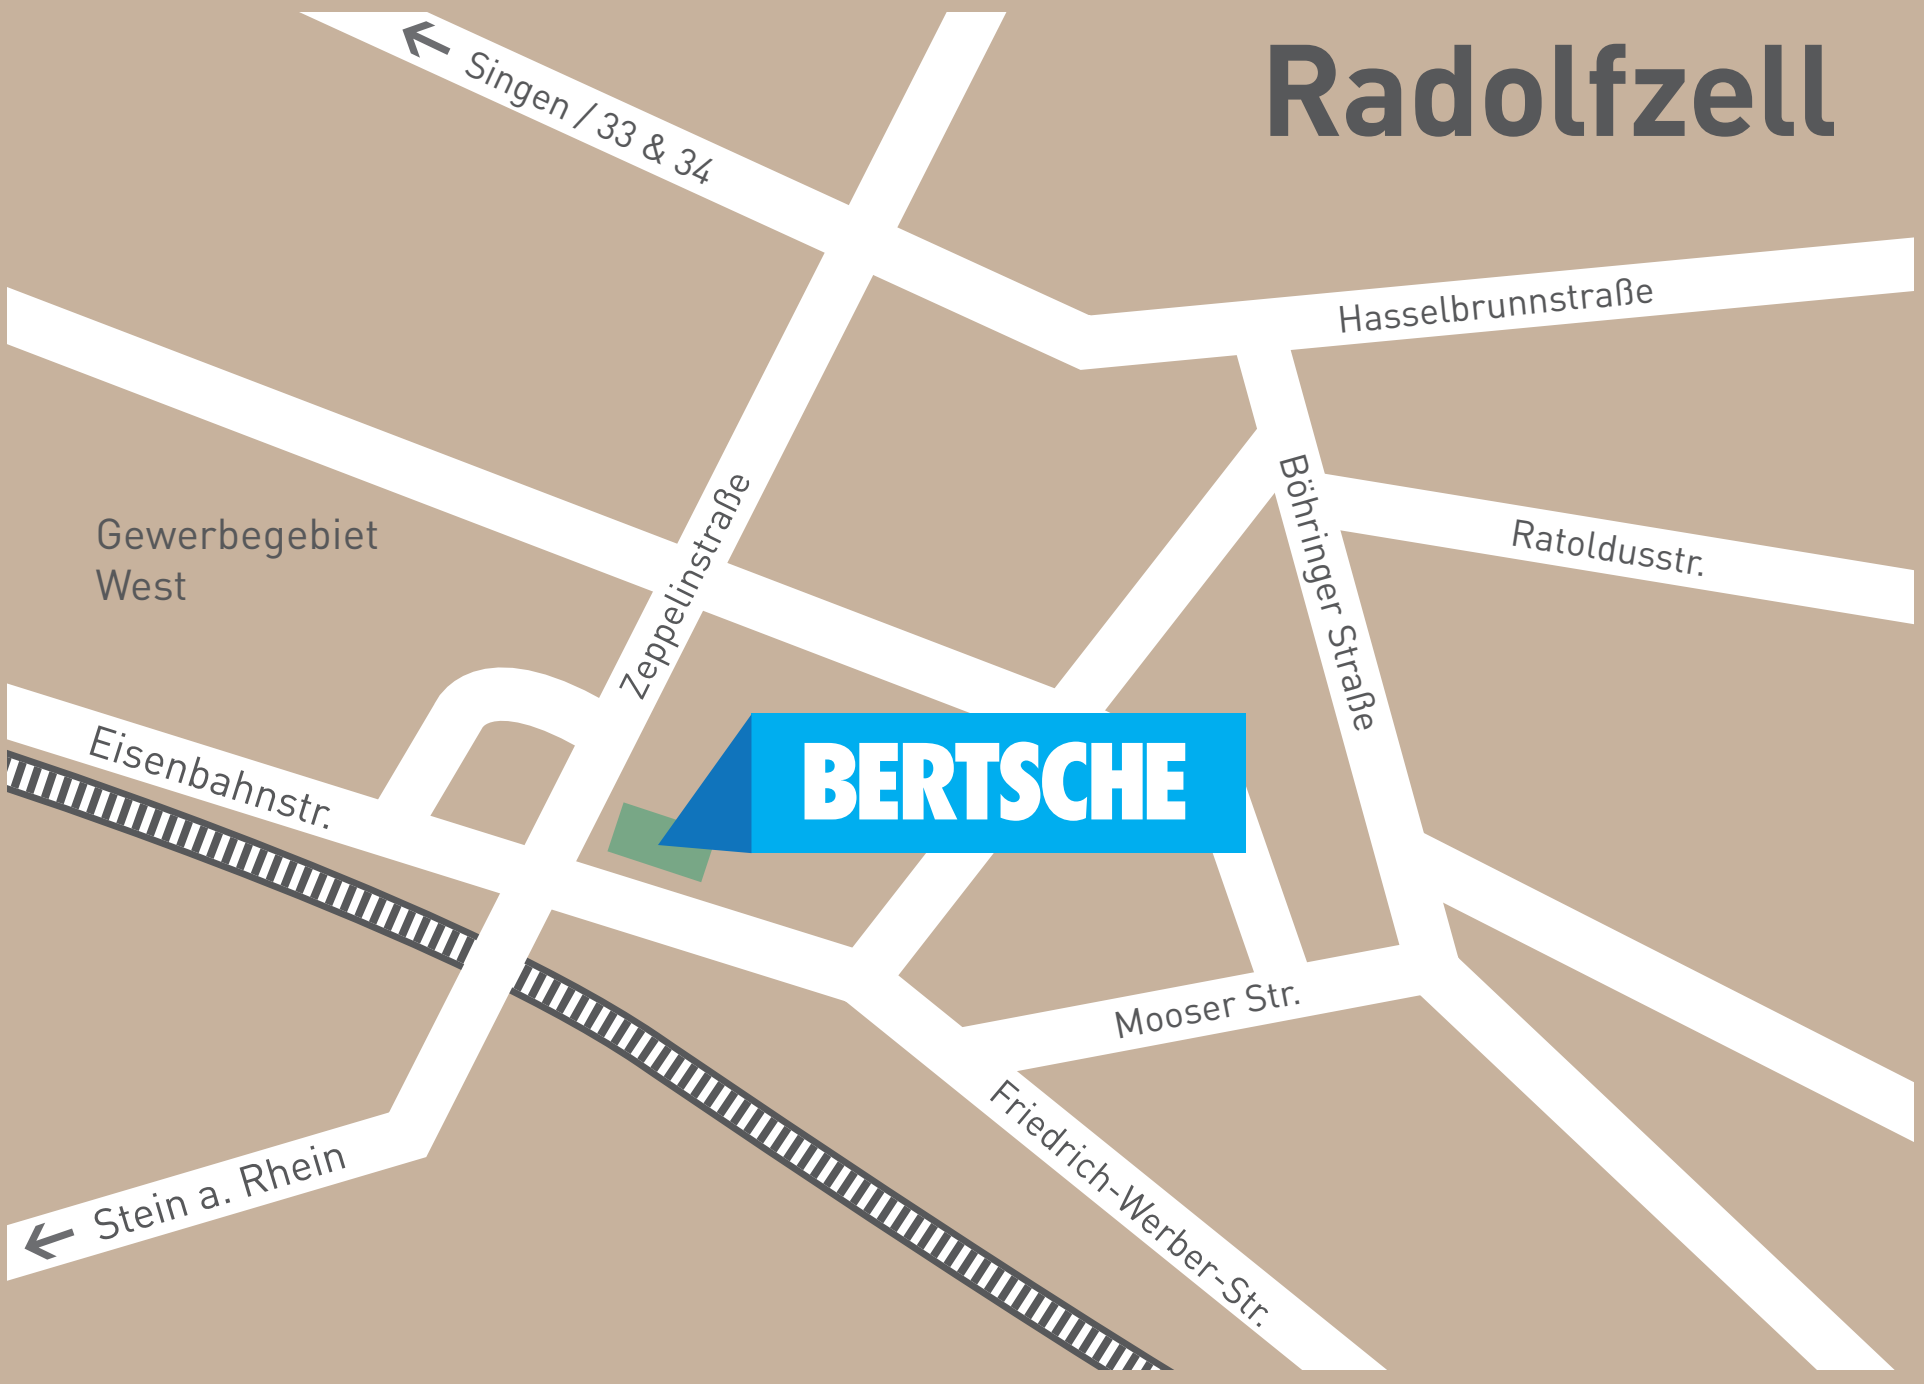 Radolfzell
Singen / 33 & 34
Hasselbrunnstraße
Böhringer Straße
Ratoldusstr.
Zeppelinstraße
Gewerbegebiet
West
Eisenbahnstr.
BERTSCHE
Mooser Str.
Friedrich-Werber-Str.
Stein a. Rhein